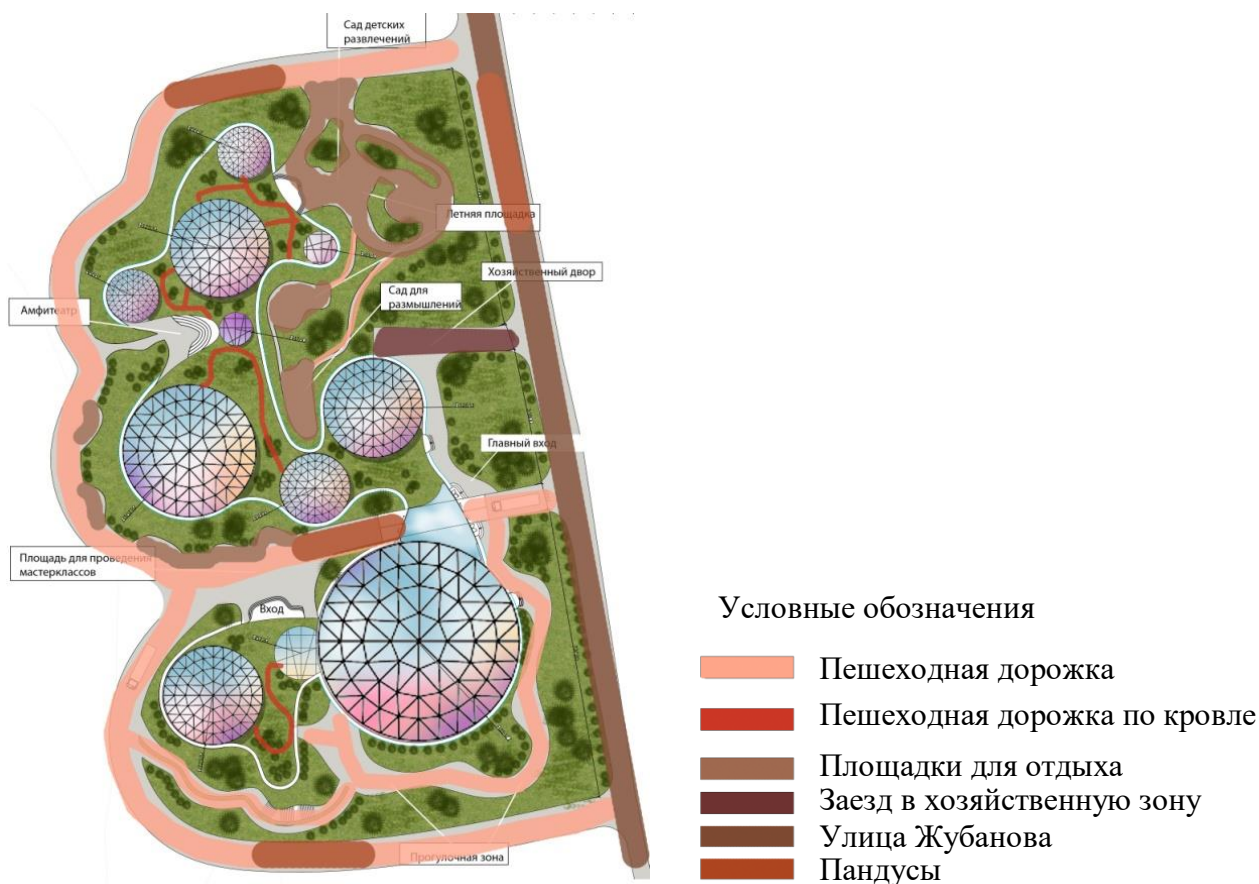 Сад детских
развлечений
Летняя площадка
Хозяйственный двор
Сад для
размышлений
Амфитеатр
Главный вход
Площадь для проведения
мастерклассов
Вход
Прогулочная зона
Условные обозначения
Пешеходная дорожка
Пешеходная дорожка по кровле
Площадки для отдыха
Заезд в хозяйственную зону
Улица Жубанова
Пандусы